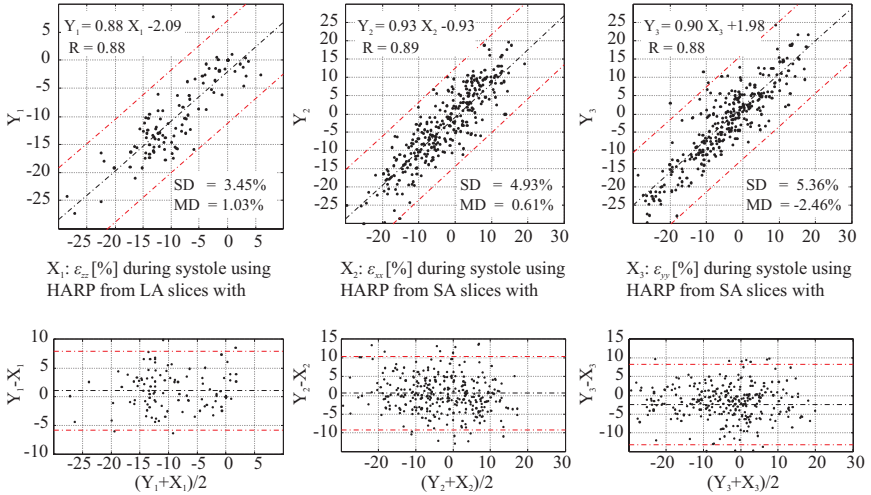 Y₁= 0.88 X₁ -2.09
R = 0.88
SD = 3.45%
MD = 1.03%
Y₁
5
0
-5
-10
-15
-20
-25
-25 -20 -15 -10 -5 0 5
X₁: εzz [%] during systole using
HARP from LA slices with
Y₂= 0.93 X₂ -0.93
R = 0.89
SD = 4.93%
MD = 0.61%
Y₂
25
20
15
10
5
0
-5
-10
-15
-20
-25
-20 -10 0 10 20 30
X₂: εxx [%] during systole using
HARP from SA slices with
Y₃= 0.90 X₃ +1.98
R = 0.88
SD = 5.36%
MD = -2.46%
Y₃
25
20
15
10
5
0
-5
-10
-15
-20
-25
-20 -10 0 10 20 30
X₃: εyy [%] during systole using
HARP from SA slices with
Y₁-X₁
10
5
0
-5
-10
-25 -20 -15 -10 -5 0 5
(Y₁+X₁)/2
Y₂-X₂
15
10
5
0
-5
-10
-15
-20 -10 0 10 20 30
(Y₂+X₂)/2
Y₃-X₃
15
10
5
0
-5
-10
-20 -10 0 10 20 30
(Y₃+X₃)/2